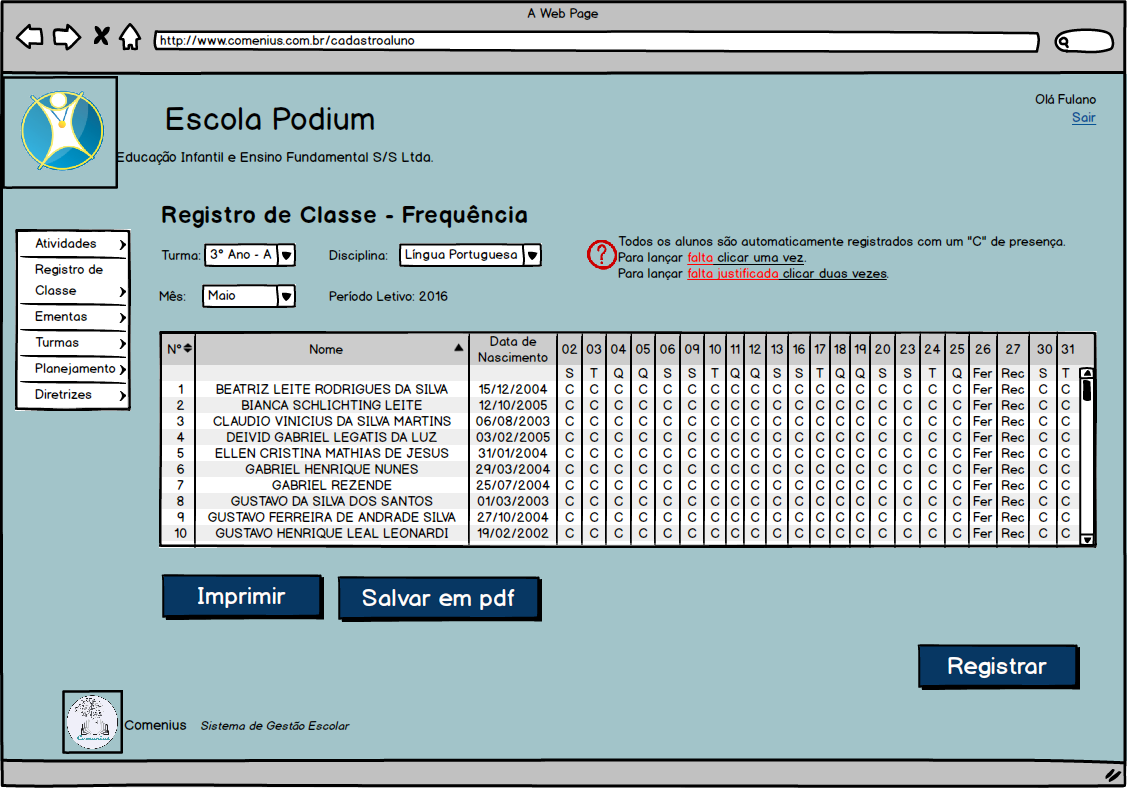 A Web Page
http://www.comenius.com.br/cadastroaluno
Olá Fulano
Sair
Escola Podium
Educação Infantil e Ensino Fundamental S/S Ltda.
Registro de Classe - Frequência
Atividades
Registro de
Classe
Ementas
Turmas
Planejamento
Diretrizes
Turma: 3° Ano - A Disciplina: Língua Portuguesa
Mês: Maio Período Letivo: 2016
? Todos os alunos são automaticamente registrados com um "C" de presença.
Para lançar falta clicar uma vez.
Para lançar falta justificada clicar duas vezes.
N° Nome Data de Nascimento 02 03 04 05 06 09 10 11 12 13 16 17 18 19 20 23 24 25 26 27 30 31
S T Q Q S S T Q Q S S T Q Q S S T Q Fer Rec S T
1 BEATRIZ LEITE RODRIGUES DA SILVA 15/12/2004 C C C C C C C C C C C C C C C C C C Fer Rec C C
2 BIANCA SCHLICHTING LEITE 12/10/2005 C C C C C C C C C C C C C C C C C C Fer Rec C C
3 CLAUDIO VINICIUS DA SILVA MARTINS 06/08/2003 C C C C C C C C C C C C C C C C C C Fer Rec C C
4 DEIVID GABRIEL LEGATIS DA LUZ 03/02/2005 C C C C C C C C C C C C C C C C C C Fer Rec C C
5 ELLEN CRISTINA MATHIAS DE JESUS 31/01/2004 C C C C C C C C C C C C C C C C C C Fer Rec C C
6 GABRIEL HENRIQUE NUNES 29/03/2004 C C C C C C C C C C C C C C C C C C Fer Rec C C
7 GABRIEL REZENDE 25/07/2004 C C C C C C C C C C C C C C C C C C Fer Rec C C
8 GUSTAVO DA SILVA DOS SANTOS 01/03/2003 C C C C C C C C C C C C C C C C C C Fer Rec C C
9 GUSTAVO FERREIRA DE ANDRADE SILVA 27/10/2004 C C C C C C C C C C C C C C C C C C Fer Rec C C
10 GUSTAVO HENRIQUE LEAL LEONARDI 19/02/2002 C C C C C C C C C C C C C C C C C C Fer Rec C C
Imprimir
Salvar em pdf
Registrar
Comenius
Comenius Sistema de Gestão Escolar